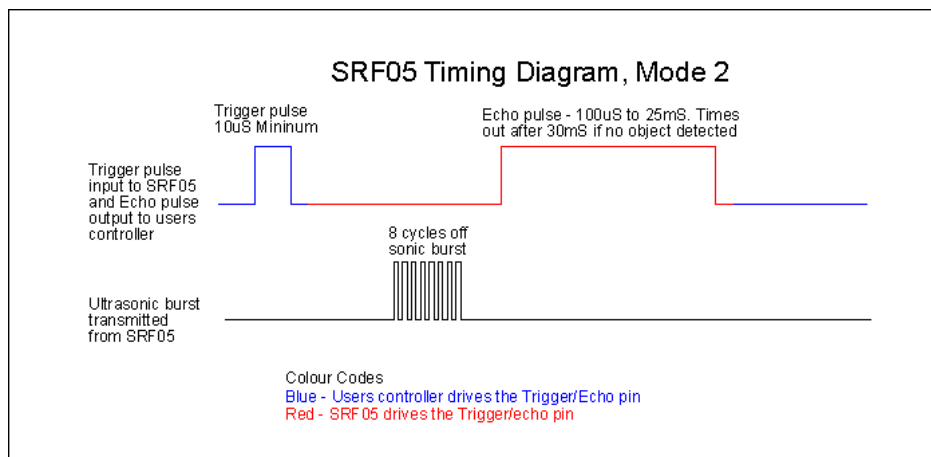 SRF05 Timing Diagram, Mode 2
Trigger pulse
10uS Mininum
Echo pulse - 100uS to 25mS. Times
out after 30mS if no object detected
Trigger pulse
input to SRF05
and Echo pulse
output to users
controller
8 cycles off
sonic burst
Ultrasonic burst
transmitted
from SRF05
Colour Codes
Blue - Users controller drives the Trigger/Echo pin
Red - SRF05 drives the Trigger/echo pin